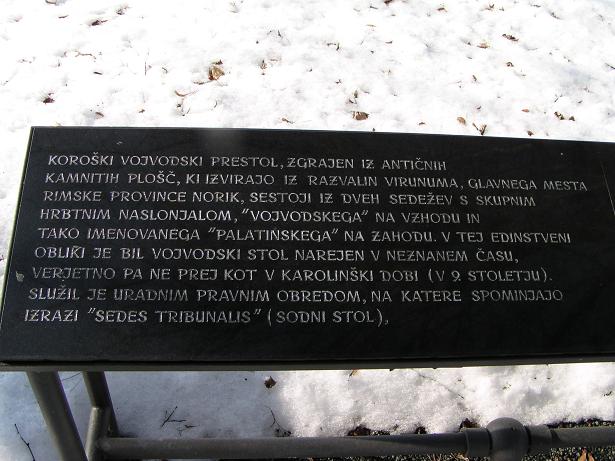 KOROŠKI VOJVODSKI PRESTOL, ZGRAJEN IZ ANTIČNIH
KAMNITIH PLOŠČ, KI IZVIRAJO IZ RAZVALIN VIRUNUMA, GLAVNEGA MESTA
RIMSKE PROVINCE NORIK, SESTOJI IZ DVEH SEDEŽEV S SKUPNIM
HRBTNIM NASLONJALOM, "VOJVODSKEGA" NA VZHODU IN
TAKO IMENOVANEGA "PALATINSKEGA" NA ZAHODU. V TEJ EDINSTVENI
OBLIKI JE BIL VOJVODSKI STOL NAREJEN V NEZNANEM ČASU,
VERJETNO PA NE PREJ KOT V KAROLINŠKI DOBI (V 9. STOLETJU).
SLUŽIL JE URADNIM PRAVNIM OBREDOM, NA KATERE SPOMINJAJO
IZRAZI "SEDES TRIBUNALIS" (SODNI STOL),